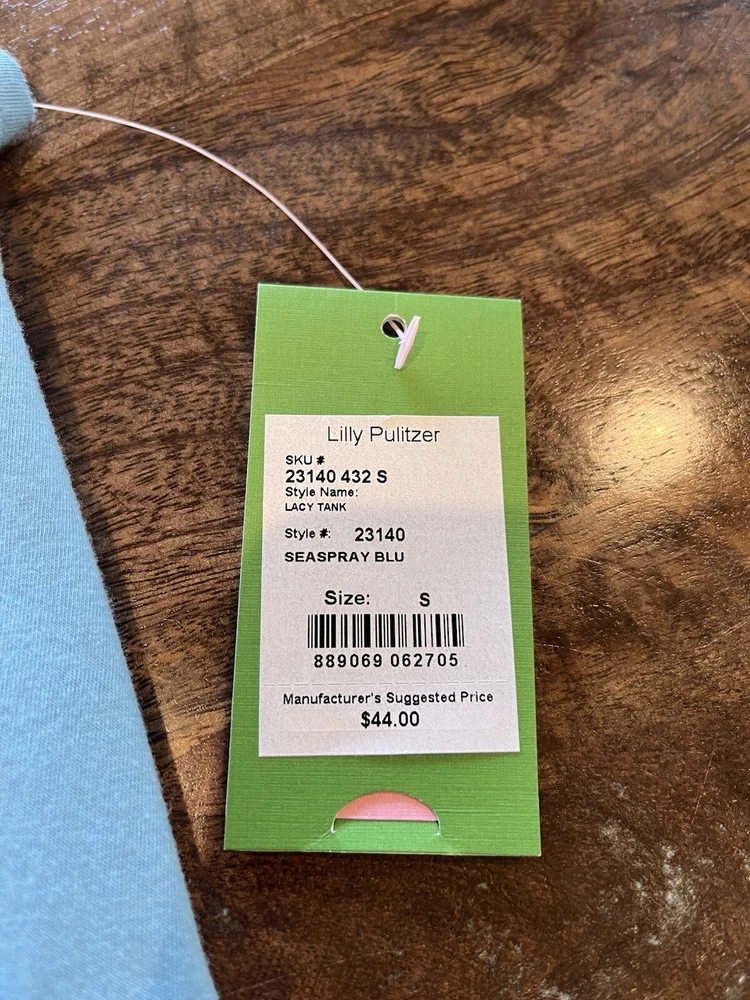 Lilly Pulitzer
SKU #
23140 432 S
Style Name:
LACY TANK
Style #: 23140
SEASPRAY BLU
Size: S
889069 062705
Manufacturer's Suggested Price
$44.00